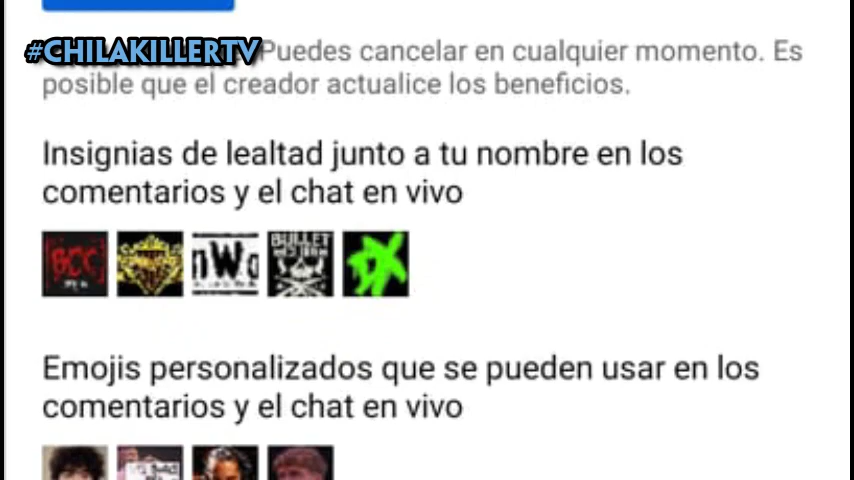 #CHILAKILLERTV Puedes cancelar en cualquier momento. Es
posible que el creador actualice los beneficios.
Insignias de lealtad junto a tu nombre en los
comentarios y el chat en vivo
BCC nWo BULLET DX
Emojis personalizados que se pueden usar en los
comentarios y el chat en vivo